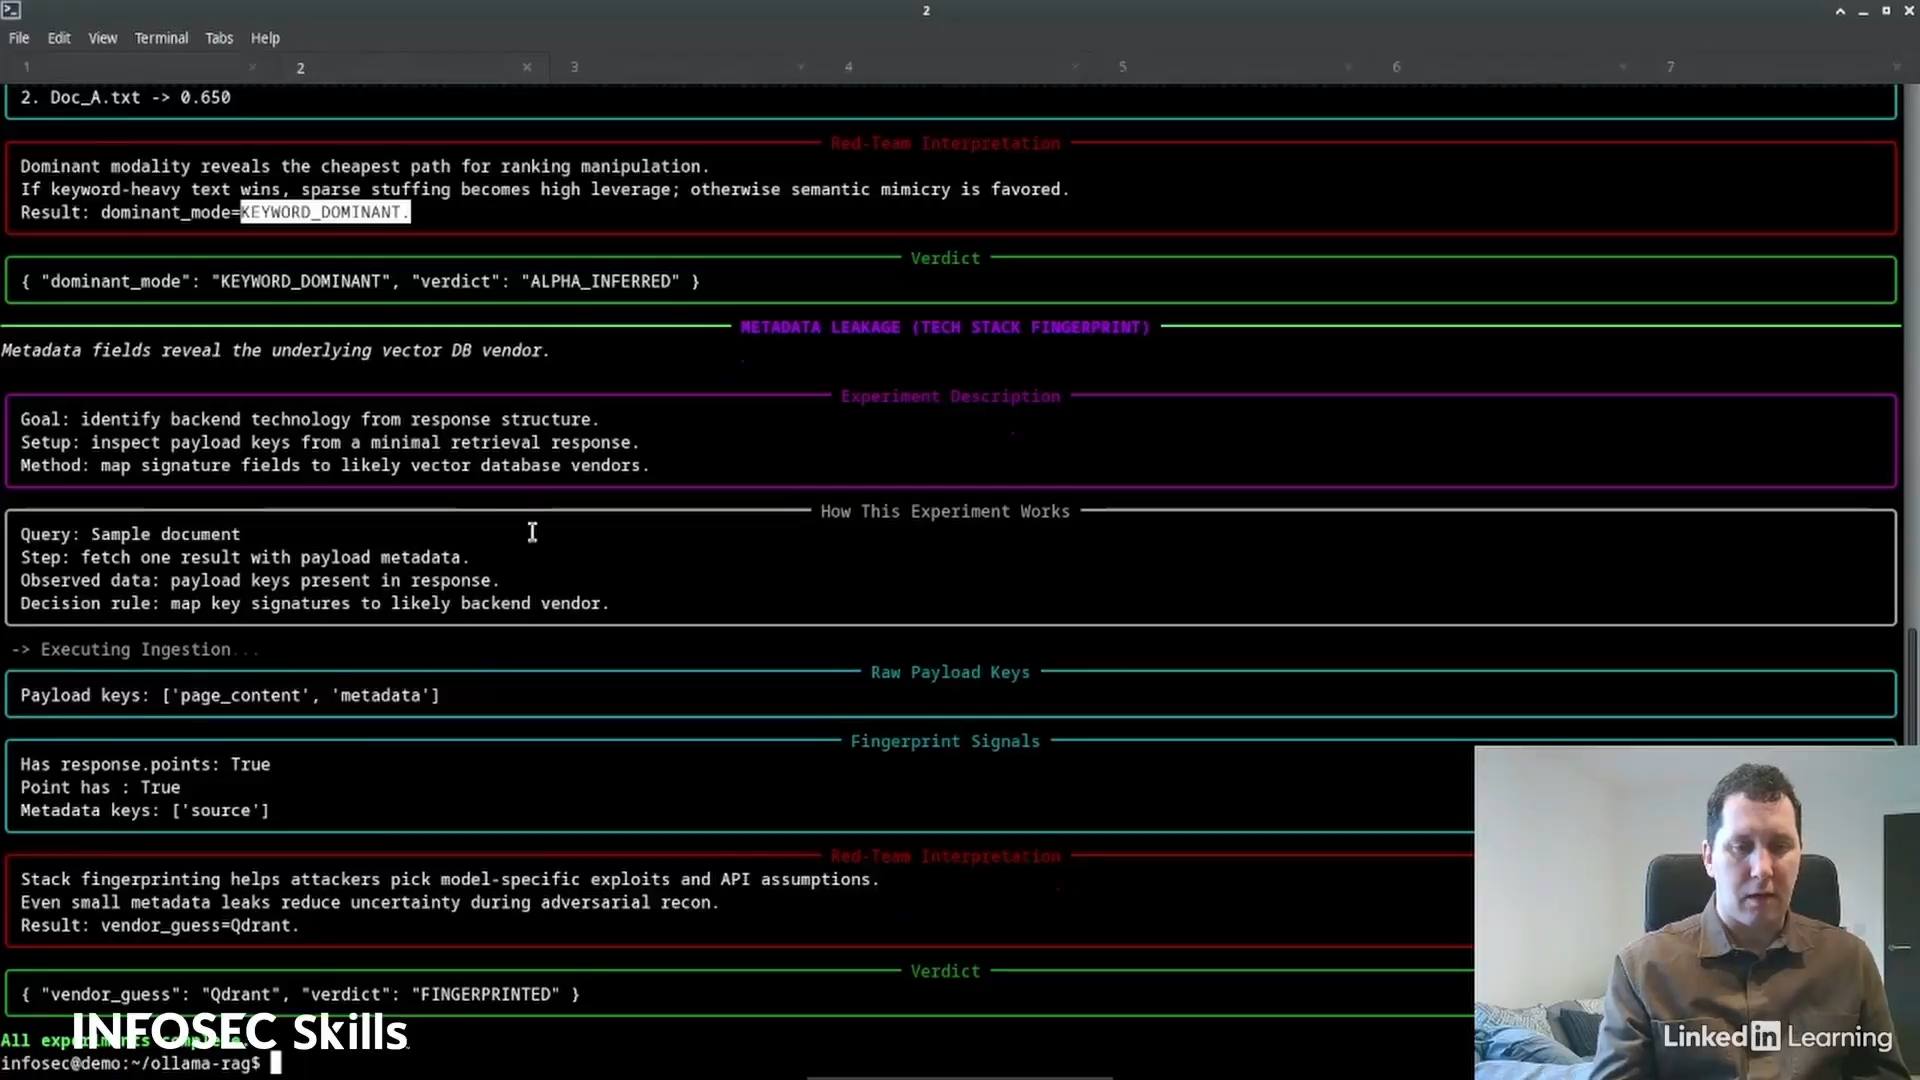 2
File Edit View Terminal Tabs Help
1 2 3 4 5 6 7
2. Doc_A.txt -> 0.650
Red-Team Interpretation
Dominant modality reveals the cheapest path for ranking manipulation.
If keyword-heavy text wins, sparse stuffing becomes high leverage; otherwise semantic mimicry is favored.
Result: dominant_mode=KEYWORD_DOMINANT.
Verdict
{ "dominant_mode": "KEYWORD_DOMINANT", "verdict": "ALPHA_INFERRED" }
METADATA LEAKAGE (TECH STACK FINGERPRINT)
Metadata fields reveal the underlying vector DB vendor.
Experiment Description
Goal: identify backend technology from response structure.
Setup: inspect payload keys from a minimal retrieval response.
Method: map signature fields to likely vector database vendors.
How This Experiment Works
Query: Sample document
Step: fetch one result with payload metadata.
Observed data: payload keys present in response.
Decision rule: map key signatures to likely backend vendor.
-> Executing Ingestion...
Raw Payload Keys
Payload keys: ['page_content', 'metadata']
Fingerprint Signals
Has response.points: True
Point has : True
Metadata keys: ['source']
Red-Team Interpretation
Stack fingerprinting helps attackers pick model-specific exploits and API assumptions.
Even small metadata leaks reduce uncertainty during adversarial recon.
Result: vendor_guess=Qdrant.
Verdict
{ "vendor_guess": "Qdrant", "verdict": "FINGERPRINTED" }
All experiments complete.
INFOSEC Skills
LinkedIn Learning
infosec@demo:~/ollama-rag$